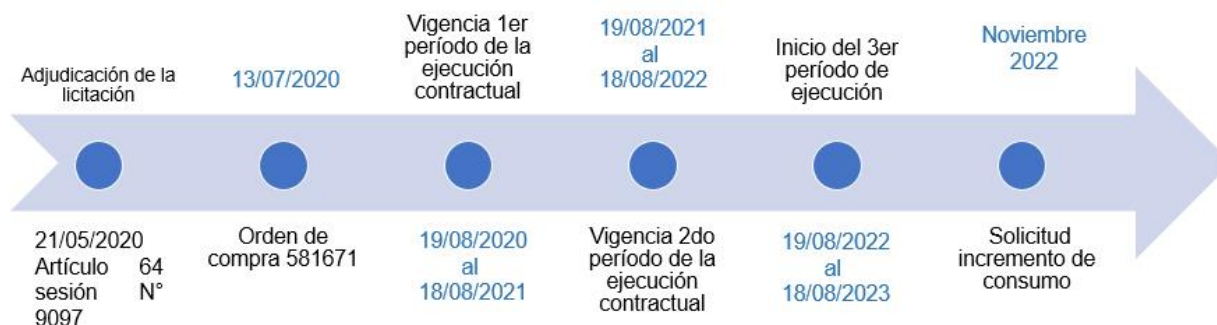 Adjudicación de la
licitación
21/05/2020
Artículo 64
sesión N°
9097
13/07/2020
Orden de
compra 581671
Vigencia 1er
período de la
ejecución
contractual
19/08/2020
al
18/08/2021
19/08/2021
al
18/08/2022
Vigencia 2do
período de la
ejecución
contractual
Inicio del 3er
período de
ejecución
19/08/2022
al
18/08/2023
Noviembre
2022
Solicitud
incremento de
consumo